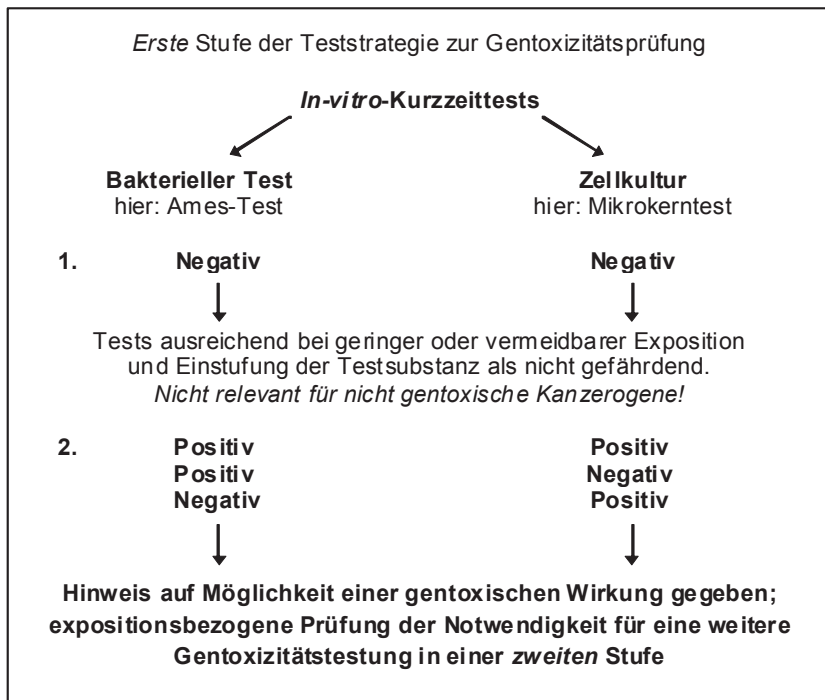 Erste Stufe der Teststrategie zur Gentoxizitätsprüfung
In-vitro-Kurzzeittests
Bakterieller Test Zellkultur
hier: Ames-Test hier: Mikrokerntest
1. Negativ Negativ
Tests ausreichend bei geringer oder vermeidbarer Exposition
und Einstufung der Testsubstanz als nicht gefährdend.
Nicht relevant für nicht gentoxische Kanzerogene!
2. Positiv Positiv
Positiv Negativ
Negativ Positiv
Hinweis auf Möglichkeit einer gentoxischen Wirkung gegeben;
expositionsbezogene Prüfung der Notwendigkeit für eine weitere
Gentoxizitätstestung in einer zweiten Stufe